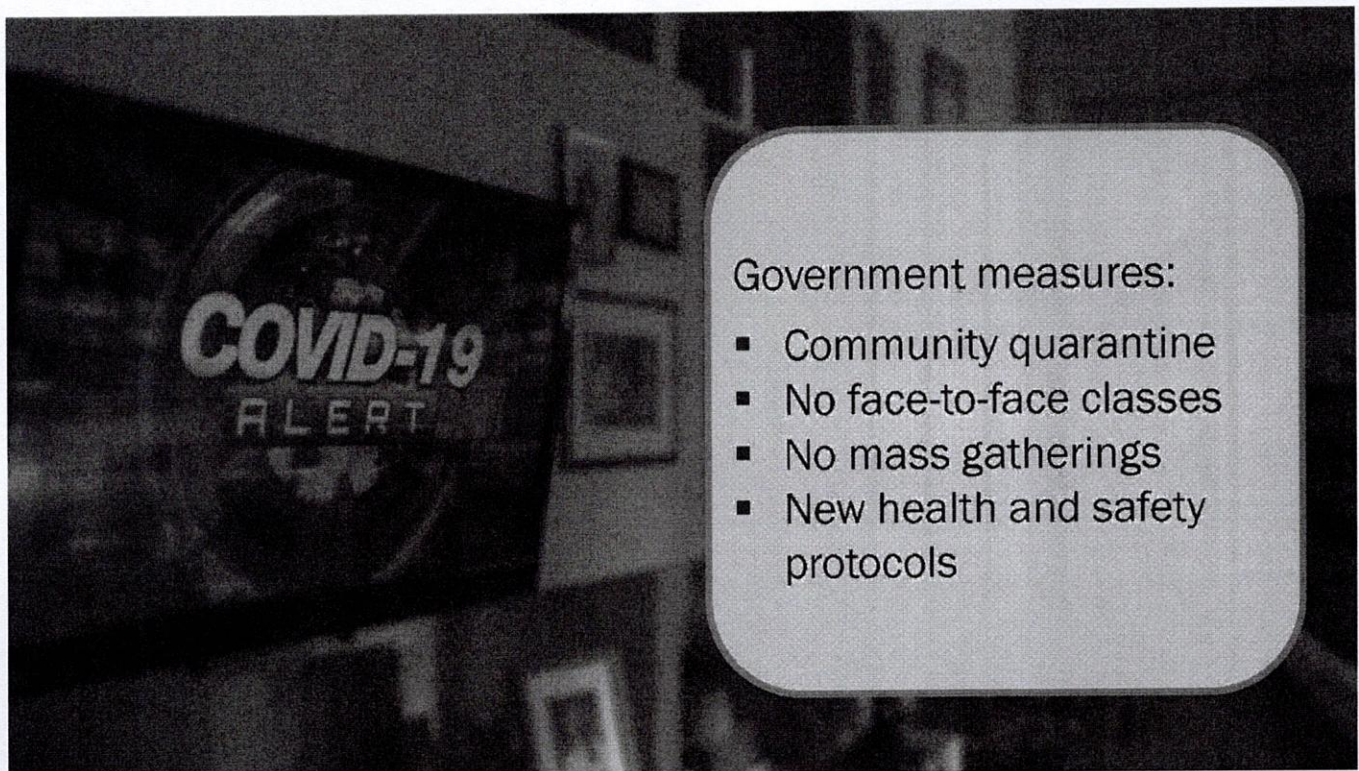 COVID-19
ALERT
Government measures:
▪ Community quarantine
▪ No face-to-face classes
▪ No mass gatherings
▪ New health and safety
protocols